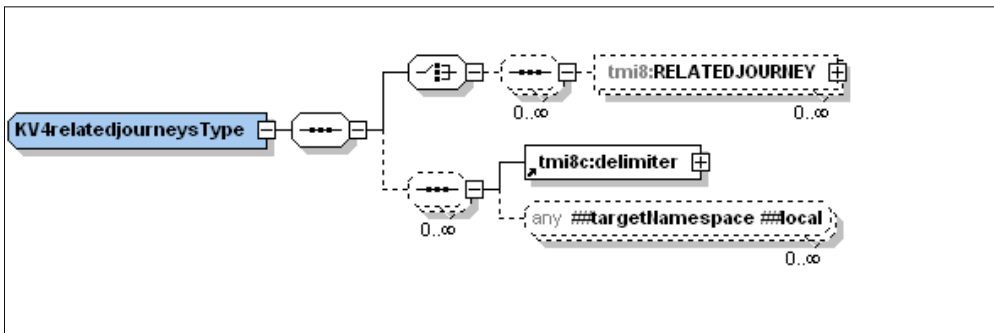 tmi8:RELATEDJOURNEY
0..∞
0..∞
KV4relatedjourneysType
tmi8c:delimiter
any ##targetNamespace ##local
0..∞
0..∞